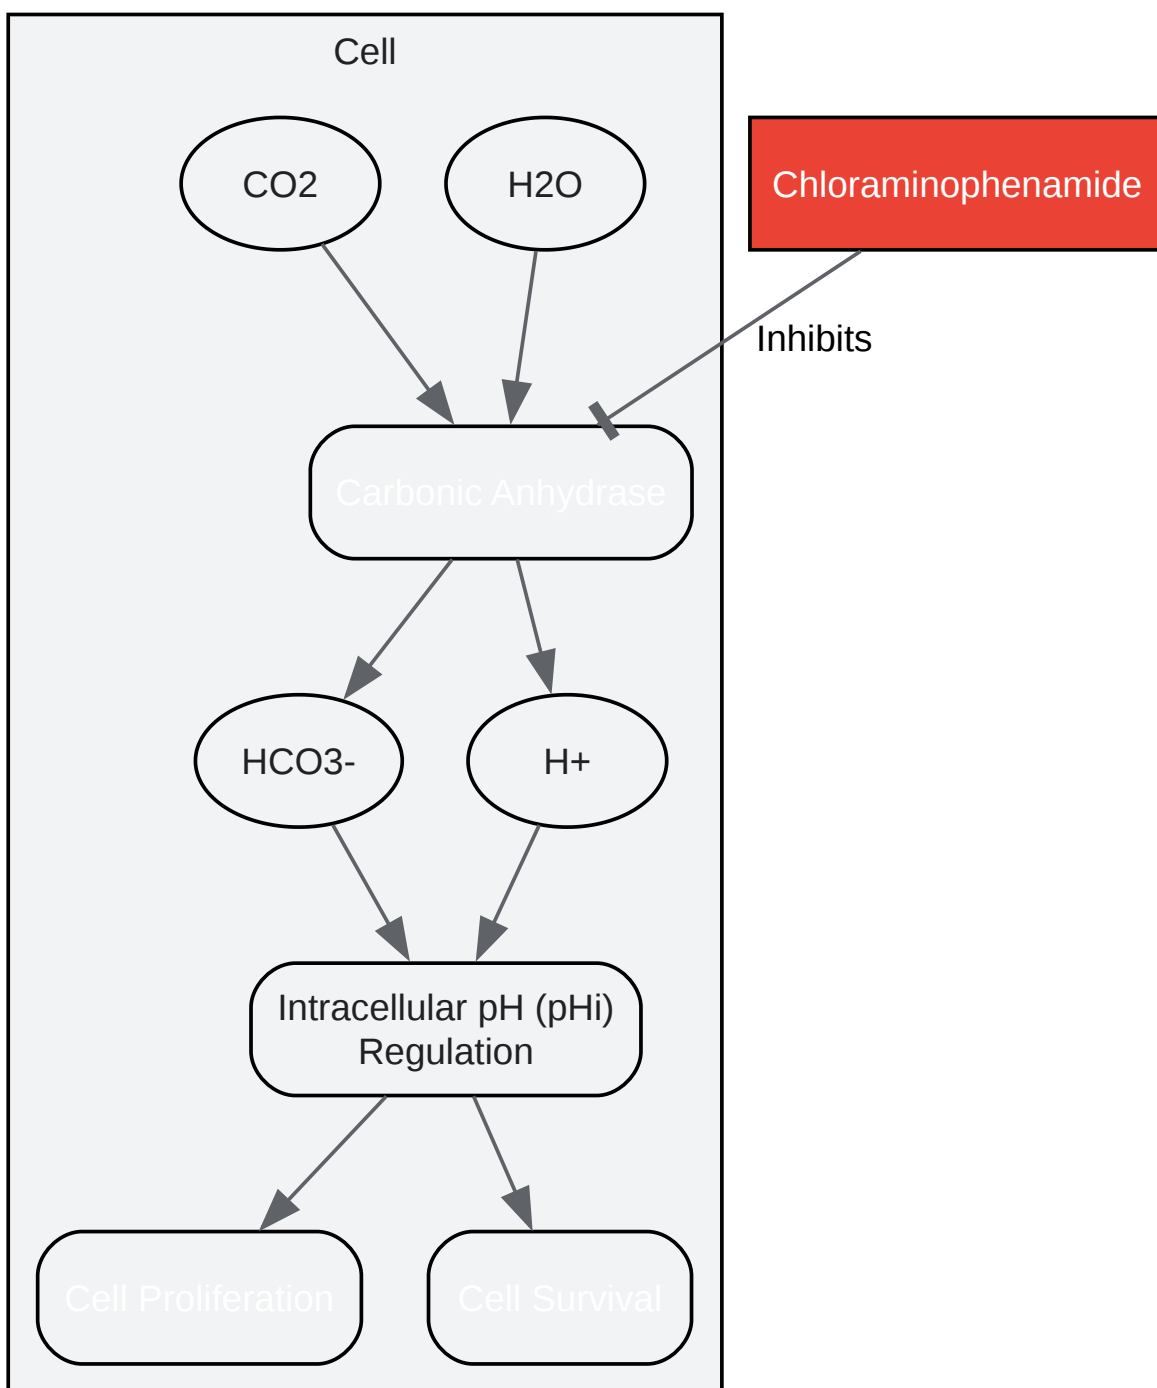 Cell
CO2
H2O
Chloraminophenamide
Inhibits
Carbonic Anhydrase
HCO3-
H+
Intracellular pH (pHi)
Regulation
Cell Proliferation
Cell Survival